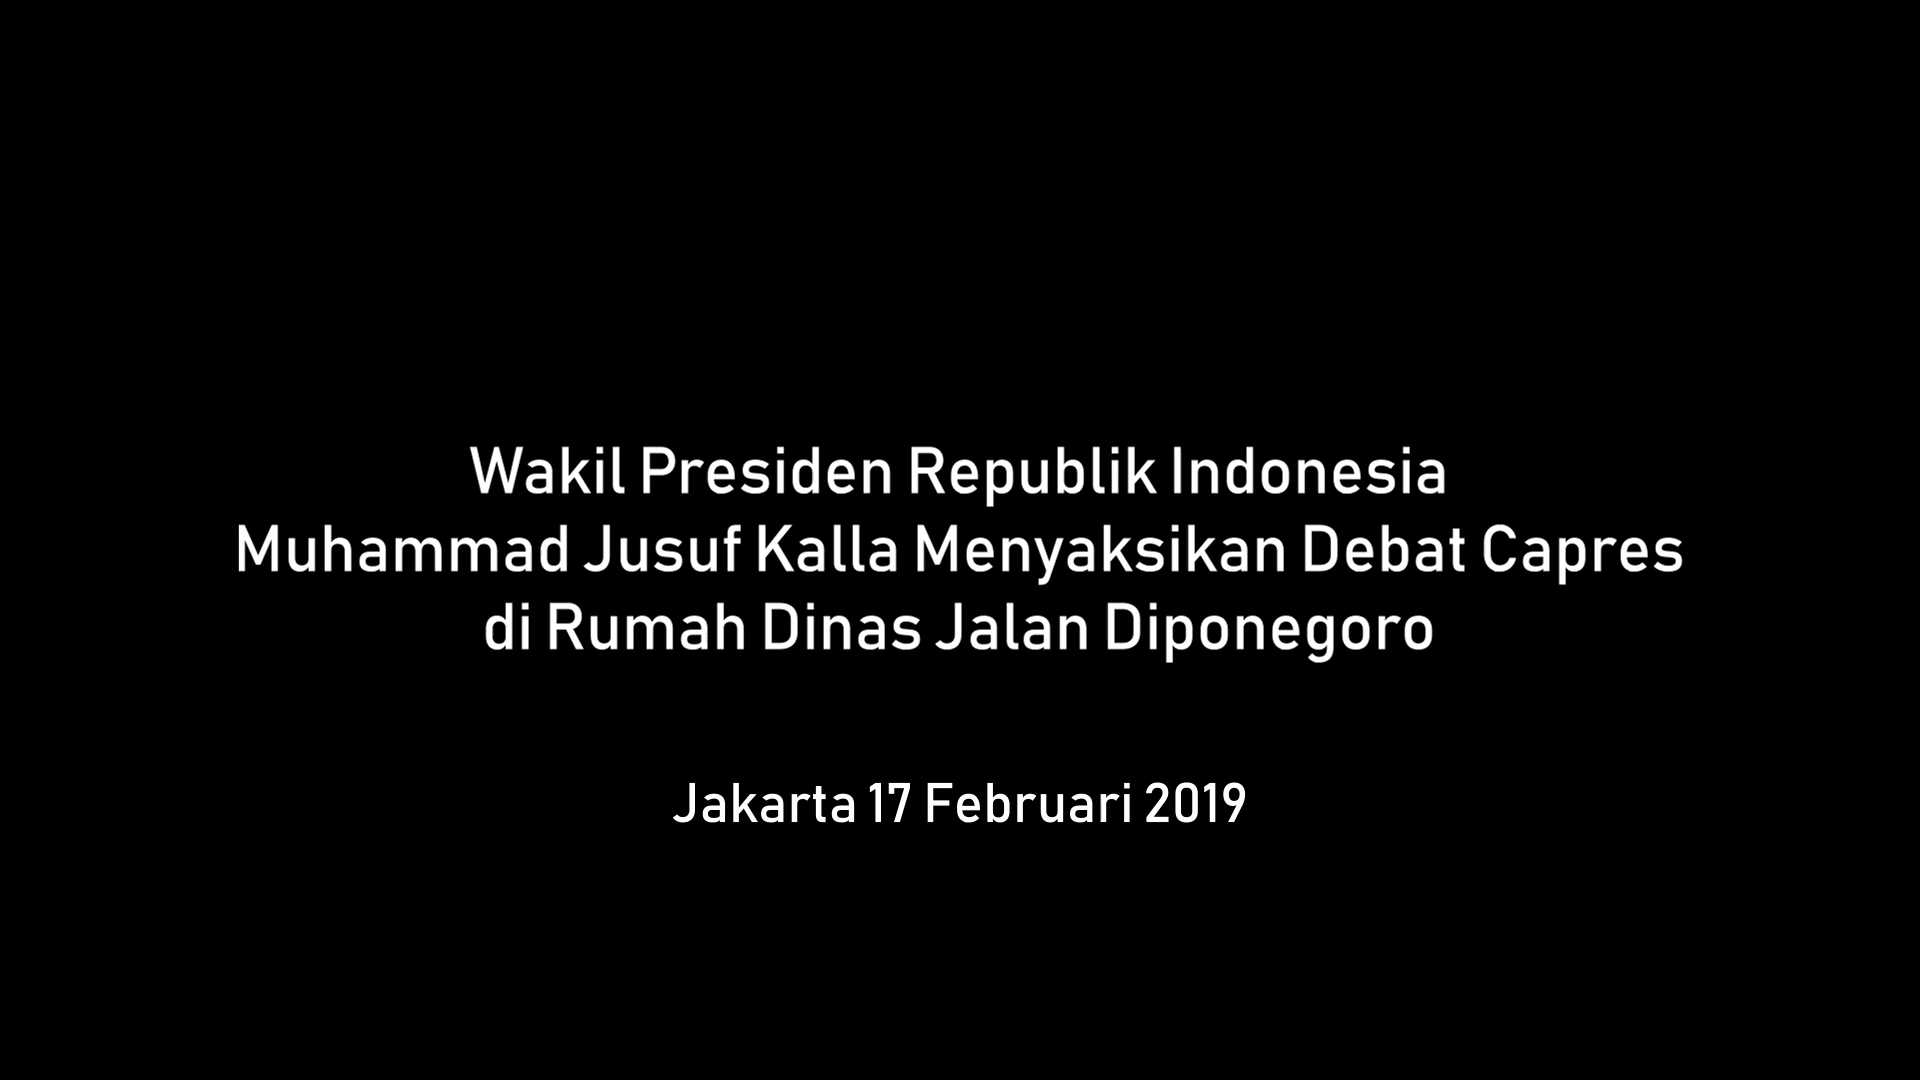 Wakil Presiden Republik Indonesia
Muhammad Jusuf Kalla Menyaksikan Debat Capres
di Rumah Dinas Jalan Diponegoro
Jakarta 17 Februari 2019